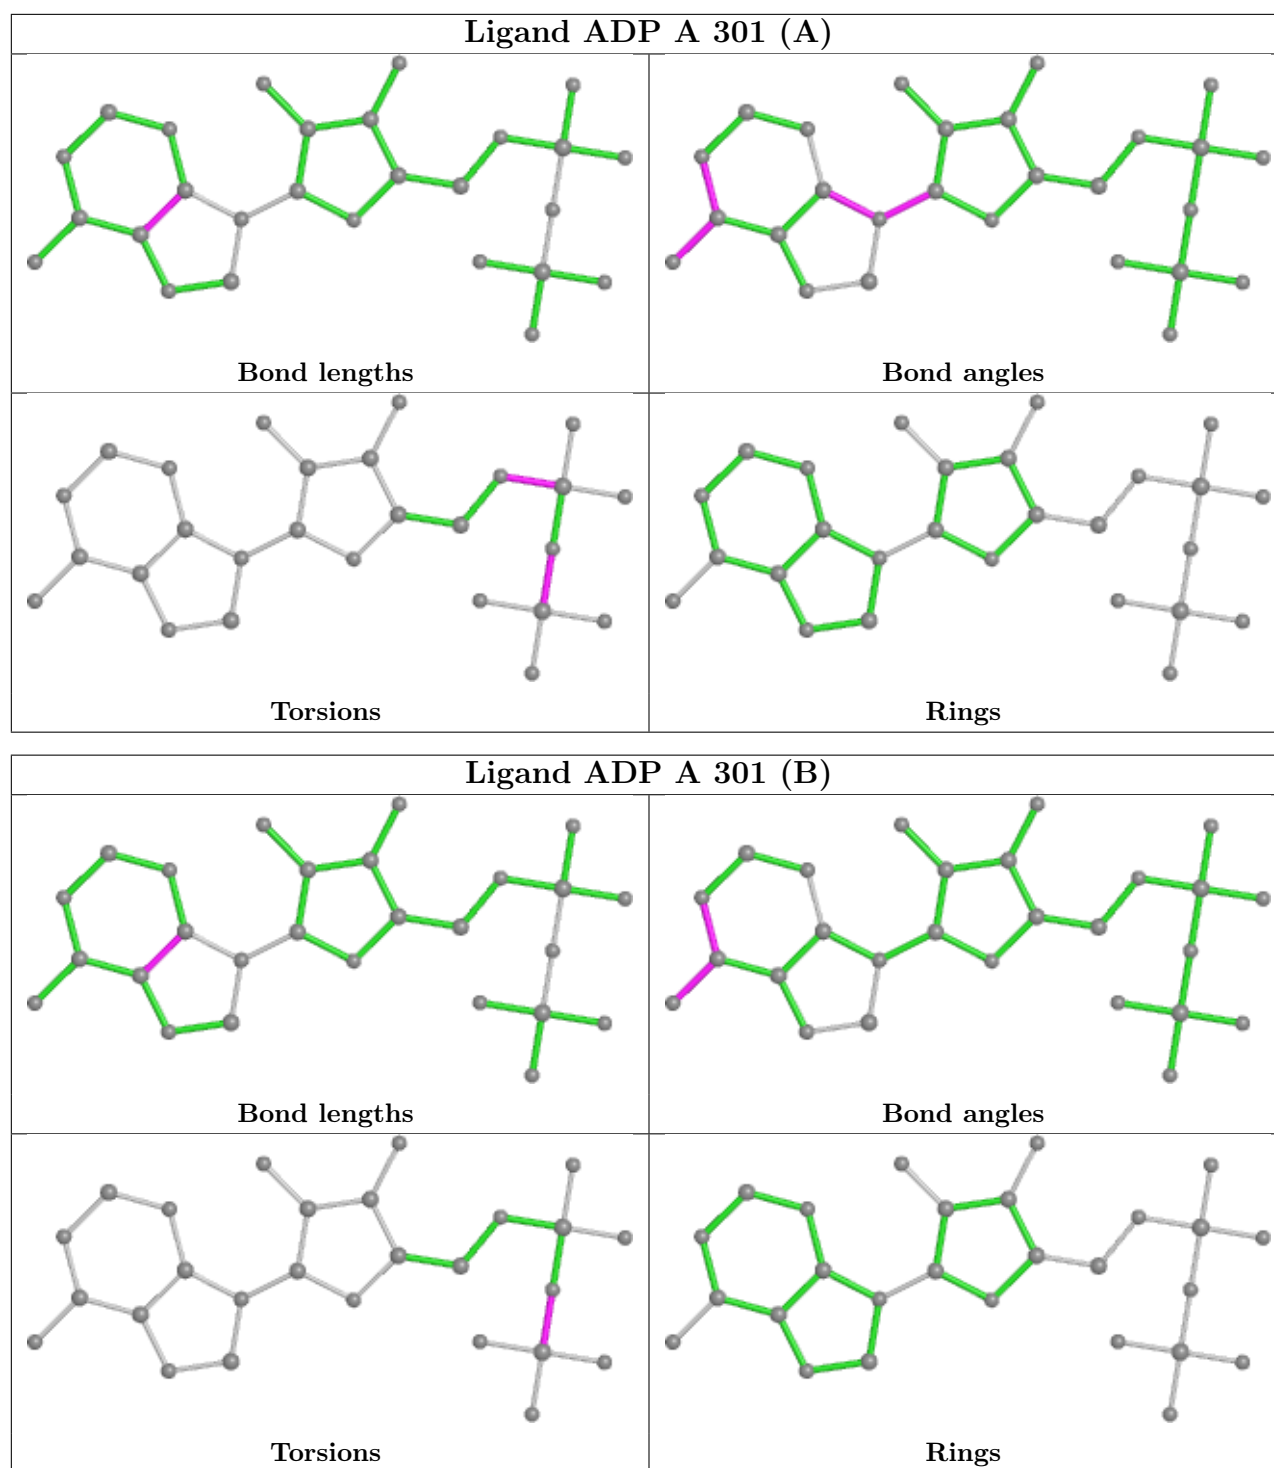 Ligand ADP A 301 (A)
Bond lengths
Bond angles
Torsions
Rings
Ligand ADP A 301 (B)
Bond lengths
Bond angles
Torsions
Rings